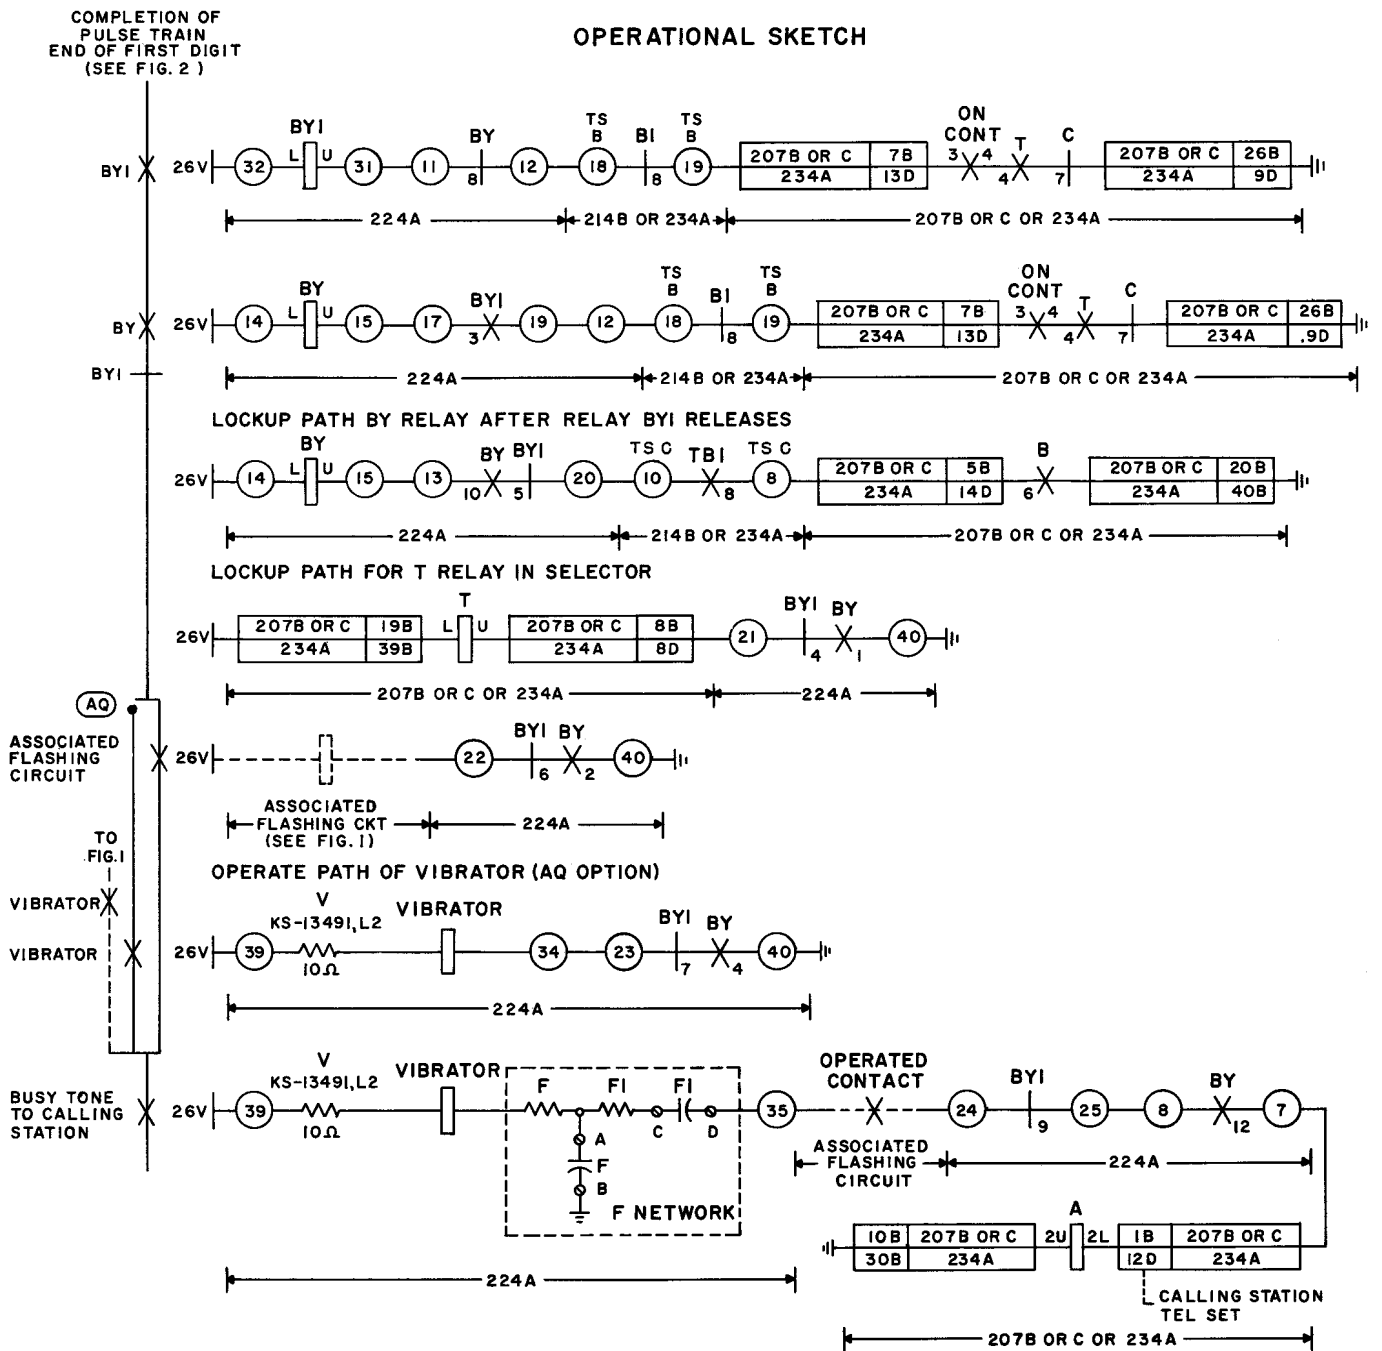 COMPLETION OF
PULSE TRAIN
END OF FIRST DIGIT
(SEE FIG. 2)
OPERATIONAL SKETCH
BY1 26V 32 L BY1 U 31 11 BY 8 12 TS B 18 B1 8 TS B 19 207B OR C 7B 234A 13D ON CONT 3 4 T 4 C 7 207B OR C 26B 234A 9D
224A 214B OR 234A 207B OR C OR 234A
BY 26V 14 L BY U 15 17 BY1 3 19 12 TS B 18 B1 8 TS B 19 207B OR C 7B 234A 13D ON CONT 3 4 T 4 C 7 207B OR C 26B 234A .9D
BY1
224A 214B OR 234A 207B OR C OR 234A
LOCKUP PATH BY RELAY AFTER RELAY BY1 RELEASES
26V 14 L BY U 15 13 BY 10 BY1 5 20 TS C 10 TB1 8 TS C 8 207B OR C 5B 234A 14D B 6 207B OR C 20B 234A 40B
224A 214B OR 234A 207B OR C OR 234A
LOCKUP PATH FOR T RELAY IN SELECTOR
26V 207B OR C 19B 234A 39B L T U 207B OR C 8B 234A 8D 21 BY1 4 BY 1 40
207B OR C OR 234A 224A
AQ
ASSOCIATED
FLASHING
CIRCUIT
26V 22 BY1 6 BY 2 40
ASSOCIATED
FLASHING CKT
(SEE FIG. 1)
224A
TO
FIG. 1
OPERATE PATH OF VIBRATOR (AQ OPTION)
VIBRATOR
VIBRATOR
26V 39 V KS-13491, L2 10Ω VIBRATOR 34 23 BY1 7 BY 4 40
224A
BUSY TONE
TO CALLING
STATION
26V 39 V KS-13491, L2 10Ω VIBRATOR F F1 F1 A C D F B 35 OPERATED CONTACT 24 BY1 9 25 8 BY 12 7
F NETWORK
ASSOCIATED
FLASHING
CIRCUIT
224A
224A
10B 207B OR C 30B 234A 2U A 2L 1B 207B OR C 12D 234A
CALLING STATION
TEL SET
207B OR C OR 234A